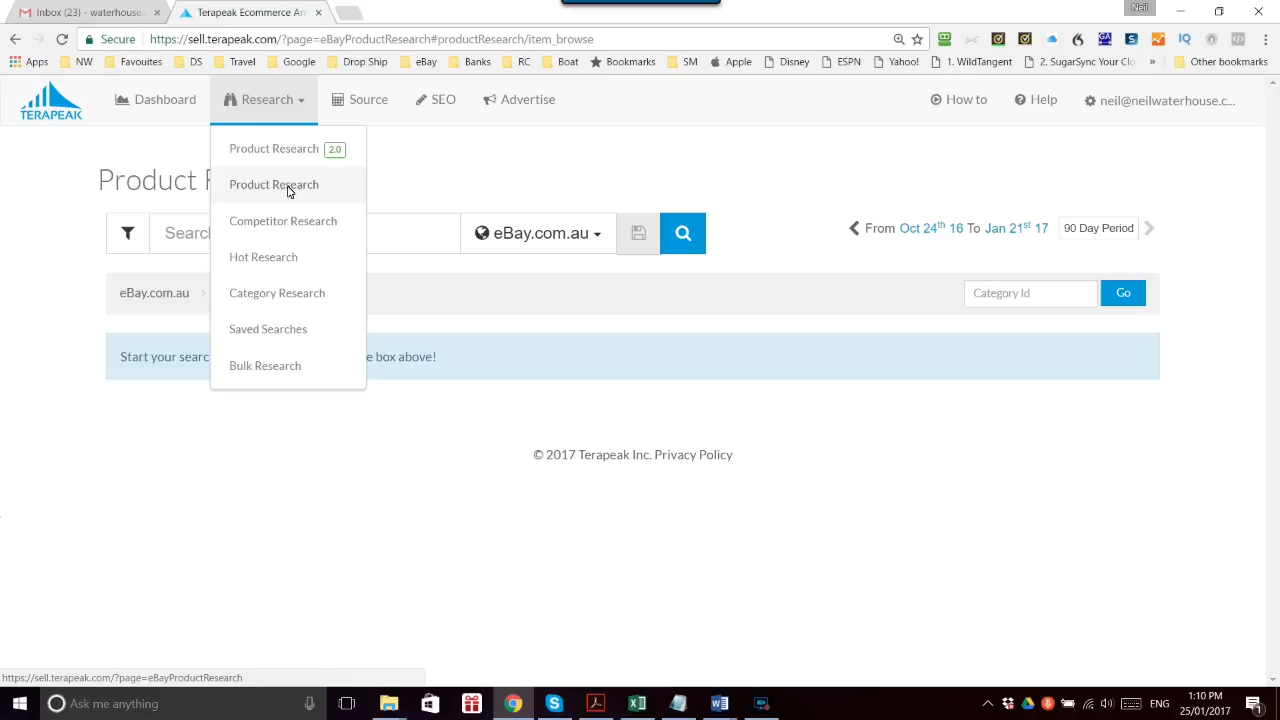 Inbox (23) - waterhouse.
Terapeak Ecommerce An
Neil
Secure
https://sell.terapeak.com/?page=eBayProductResearch#productResearch/item_browse
Apps
NW
Favouites
DS
Travel
Google
Drop Ship
eBay
Banks
RC
Boat
Bookmarks
SM
Apple
Disney
ESPN
Yahoo!
1. WildTangent
2. SugarSync Your Clo
»
Other bookmarks
TERAPEAK
Dashboard
Research
Source
SEO
Advertise
How to
Help
neil@neilwaterhouse.c...
Product Research 2.0
Product Research
Competitor Research
Hot Research
Category Research
Saved Searches
Bulk Research
Product
Search
eBay.com.au
From Oct 24th 16 To Jan 21st 17
90 Day Period
eBay.com.au
Category Id
Go
Start your searc
e box above!
© 2017 Terapeak Inc. Privacy Policy
https://sell.terapeak.com/?page=eBayProductResearch
Ask me anything
ENG
1:10 PM
25/01/2017